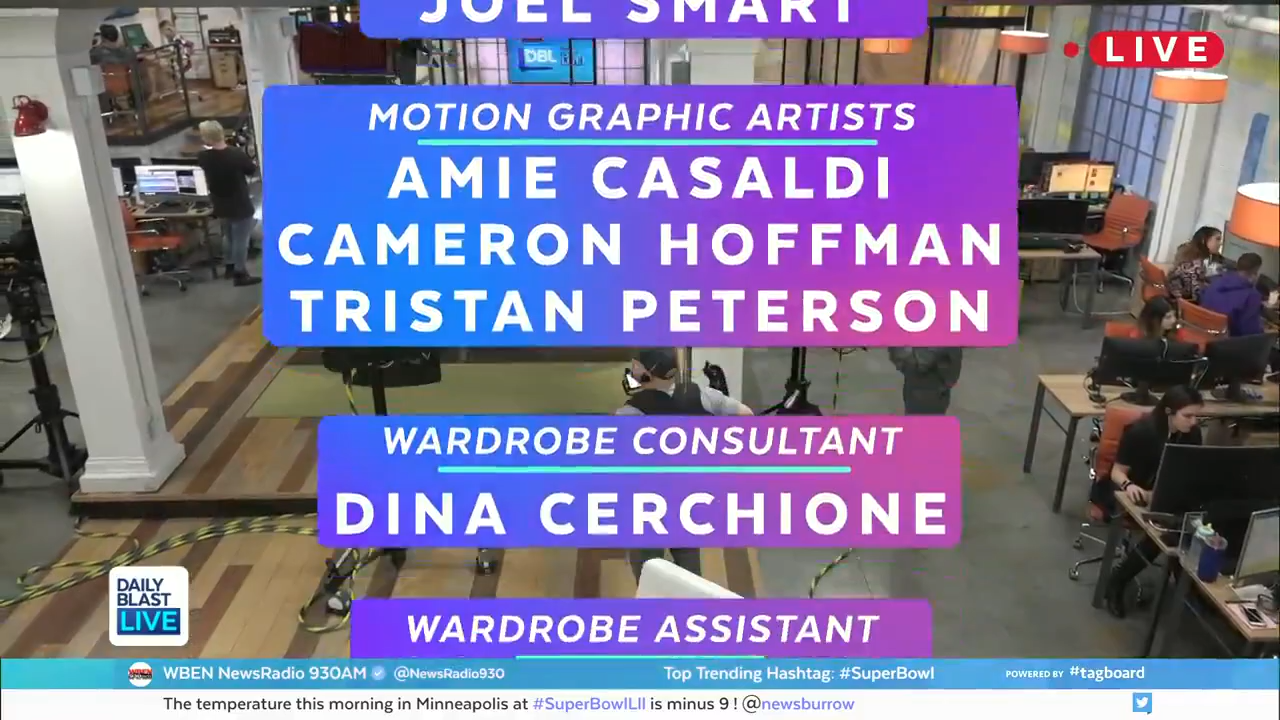 JOEL SMART
LIVE
DBL
MOTION GRAPHIC ARTISTS
AMIE CASALDI
CAMERON HOFFMAN
TRISTAN PETERSON
WARDROBE CONSULTANT
DINA CERCHIONE
DAILY
BLAST
LIVE
WARDROBE ASSISTANT
WBEN NewsRadio 930AM @NewsRadio930 Top Trending Hashtag: #SuperBowl POWERED BY #tagboard
The temperature this morning in Minneapolis at #SuperBowlLII is minus 9 ! @newsburrow